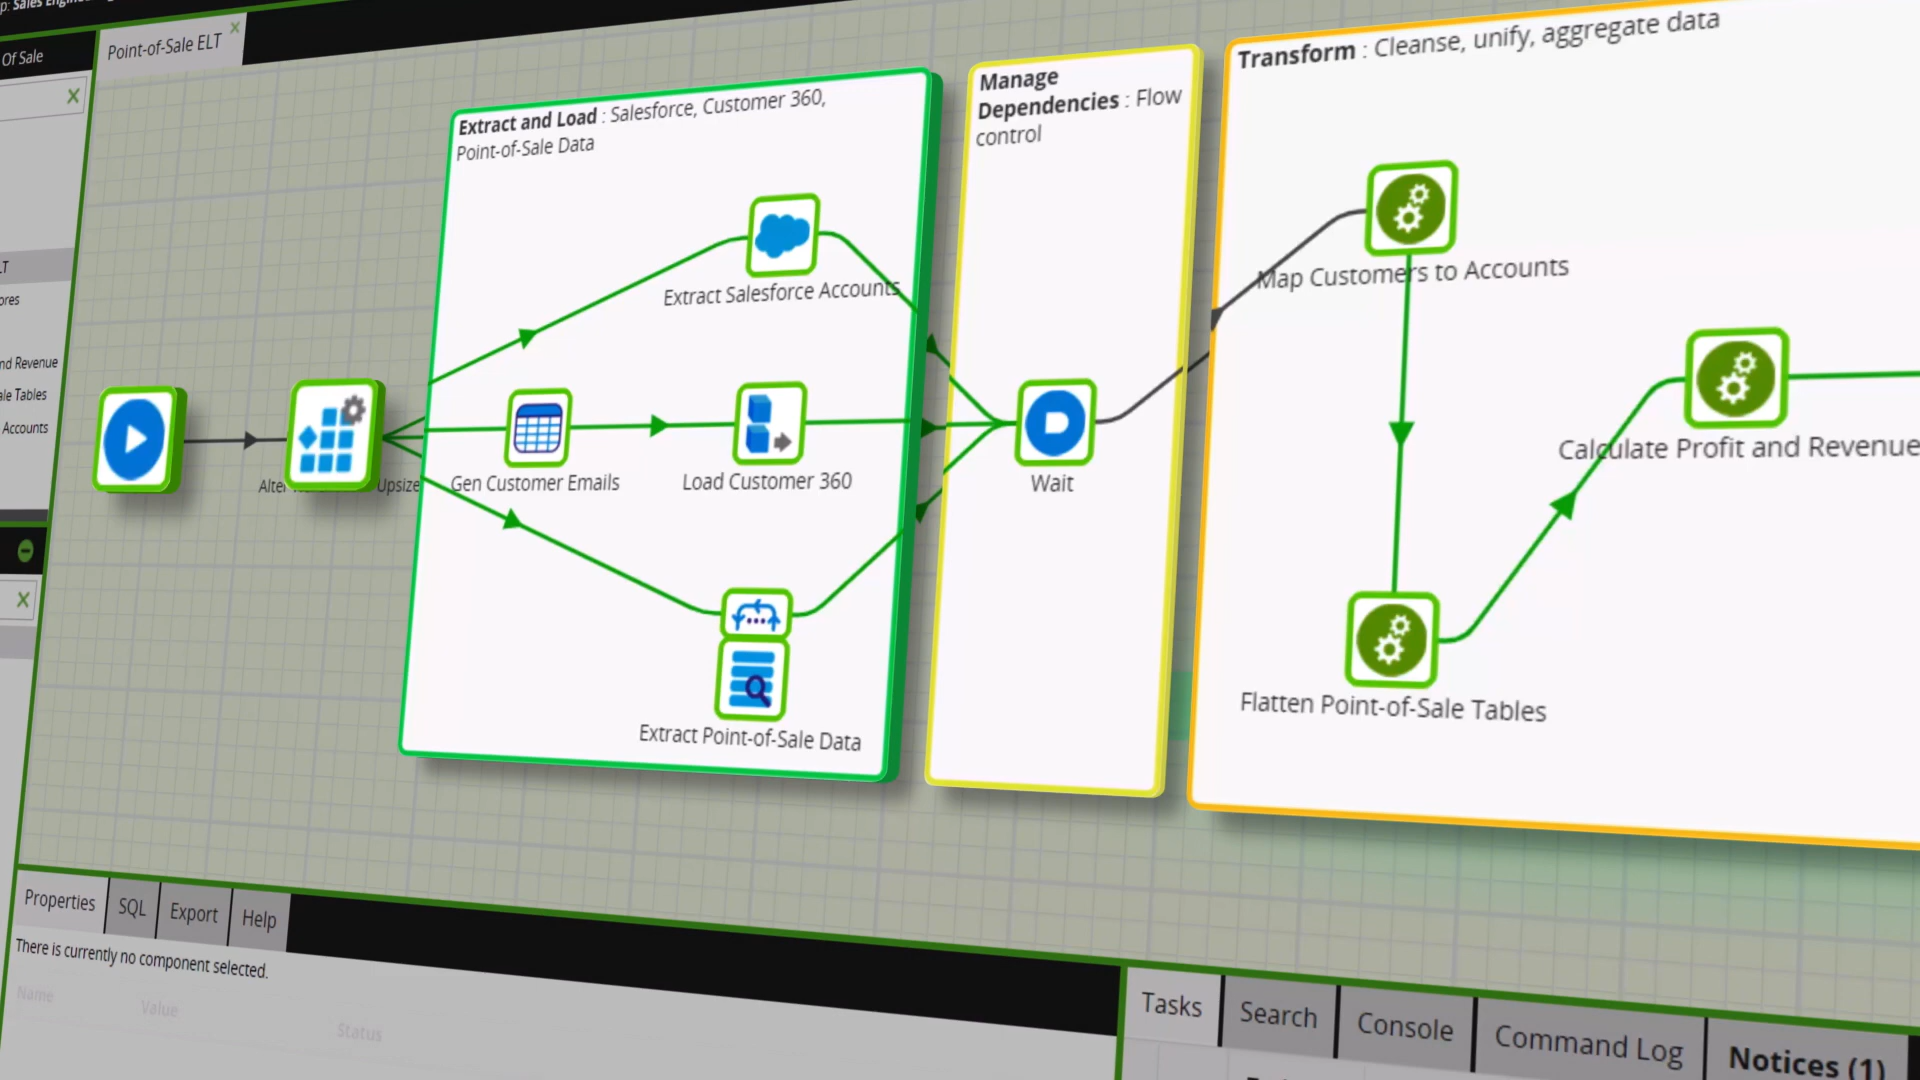 p: Sales
Of Sale
Point-of-Sale ELT
LT
ores
nd Revenue
ale Tables
Accounts
Upsize
Extract and Load : Salesforce, Customer 360,
Point-of-Sale Data
Extract Salesforce Accounts
Gen Customer Emails
Load Customer 360
Extract Point-of-Sale Data
Manage
Dependencies : Flow
control
Wait
Transform : Cleanse, unify, aggregate data
Map Customers to Accounts
Calculate Profit and Revenue
Flatten Point-of-Sale Tables
Properties SQL Export Help
There is currently no component selected.
Name Value Status
Tasks Search Console Command Log Notices (1)